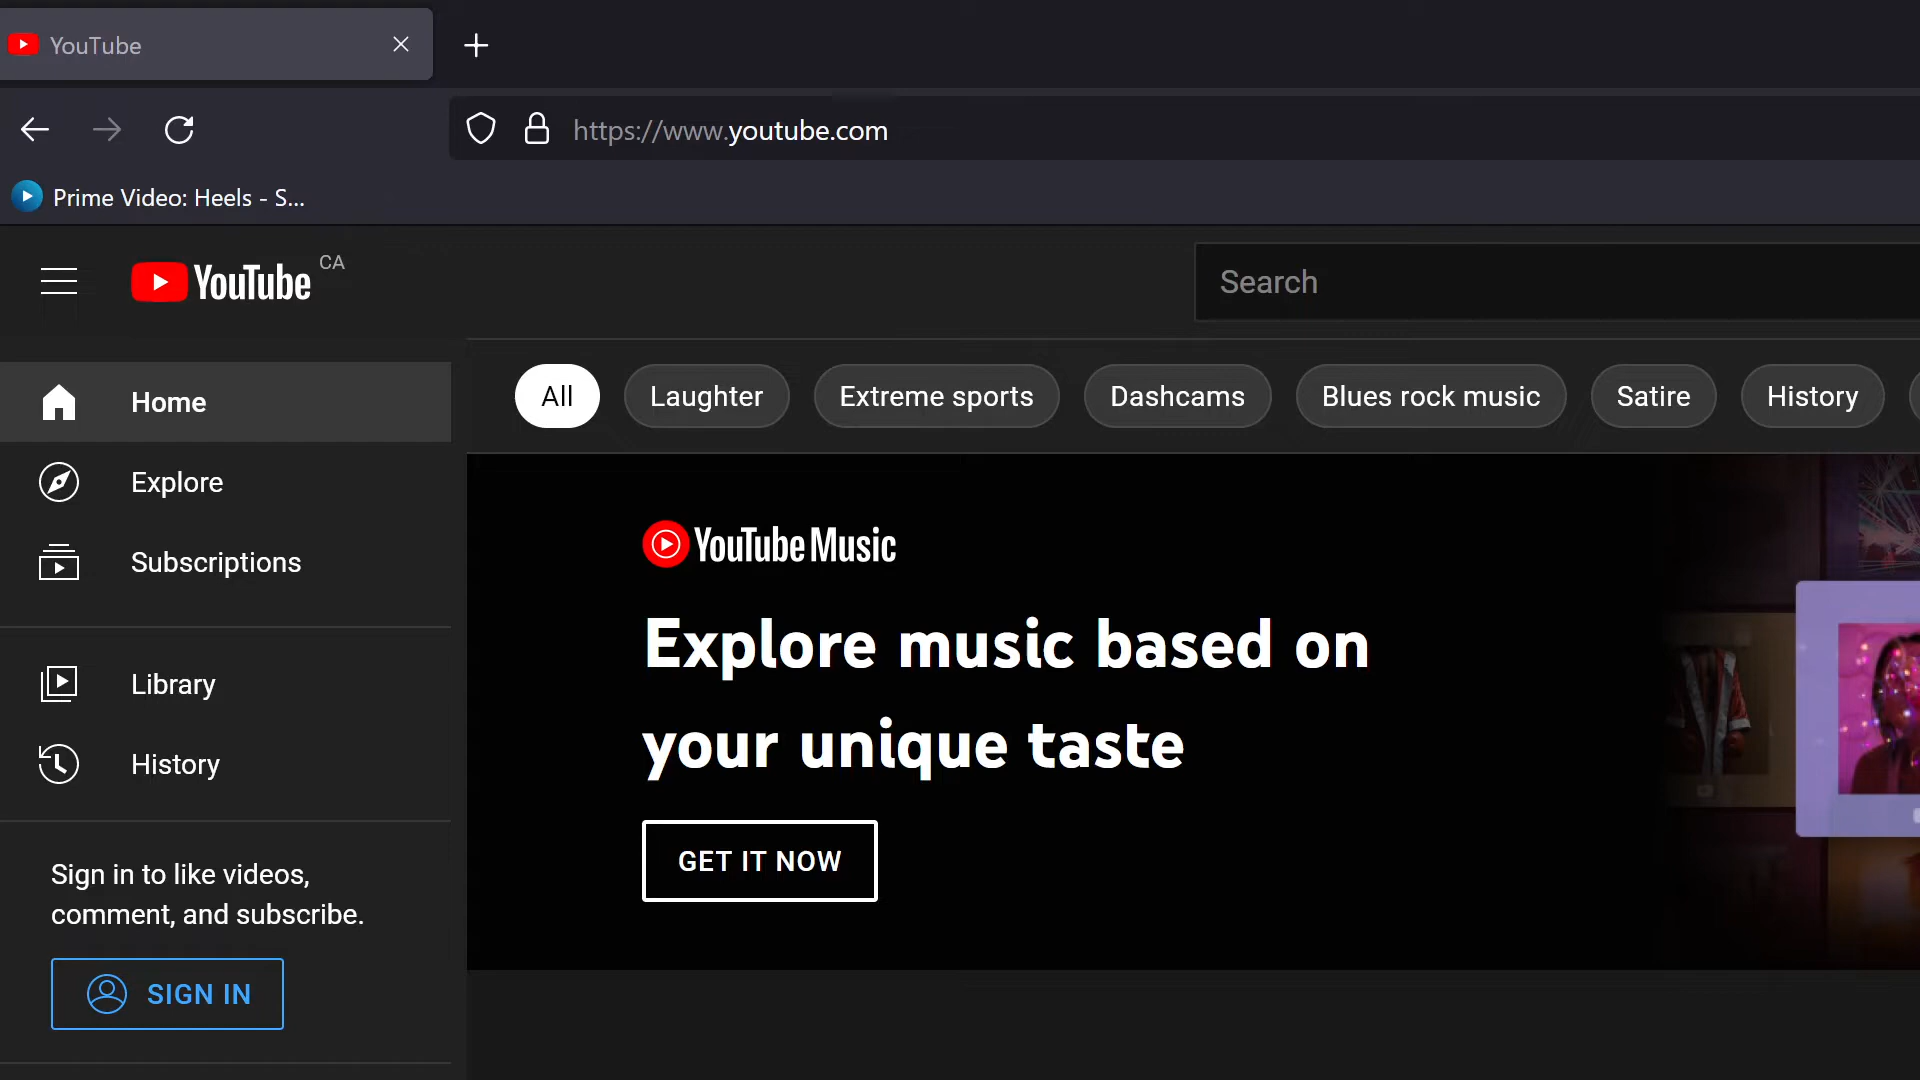 YouTube
https://www.youtube.com
Prime Video: Heels - S...
YouTube CA
Search
Home
Explore
Subscriptions
Library
History
Sign in to like videos,
comment, and subscribe.
SIGN IN
All
Laughter
Extreme sports
Dashcams
Blues rock music
Satire
History
YouTube Music
Explore music based on
your unique taste
GET IT NOW